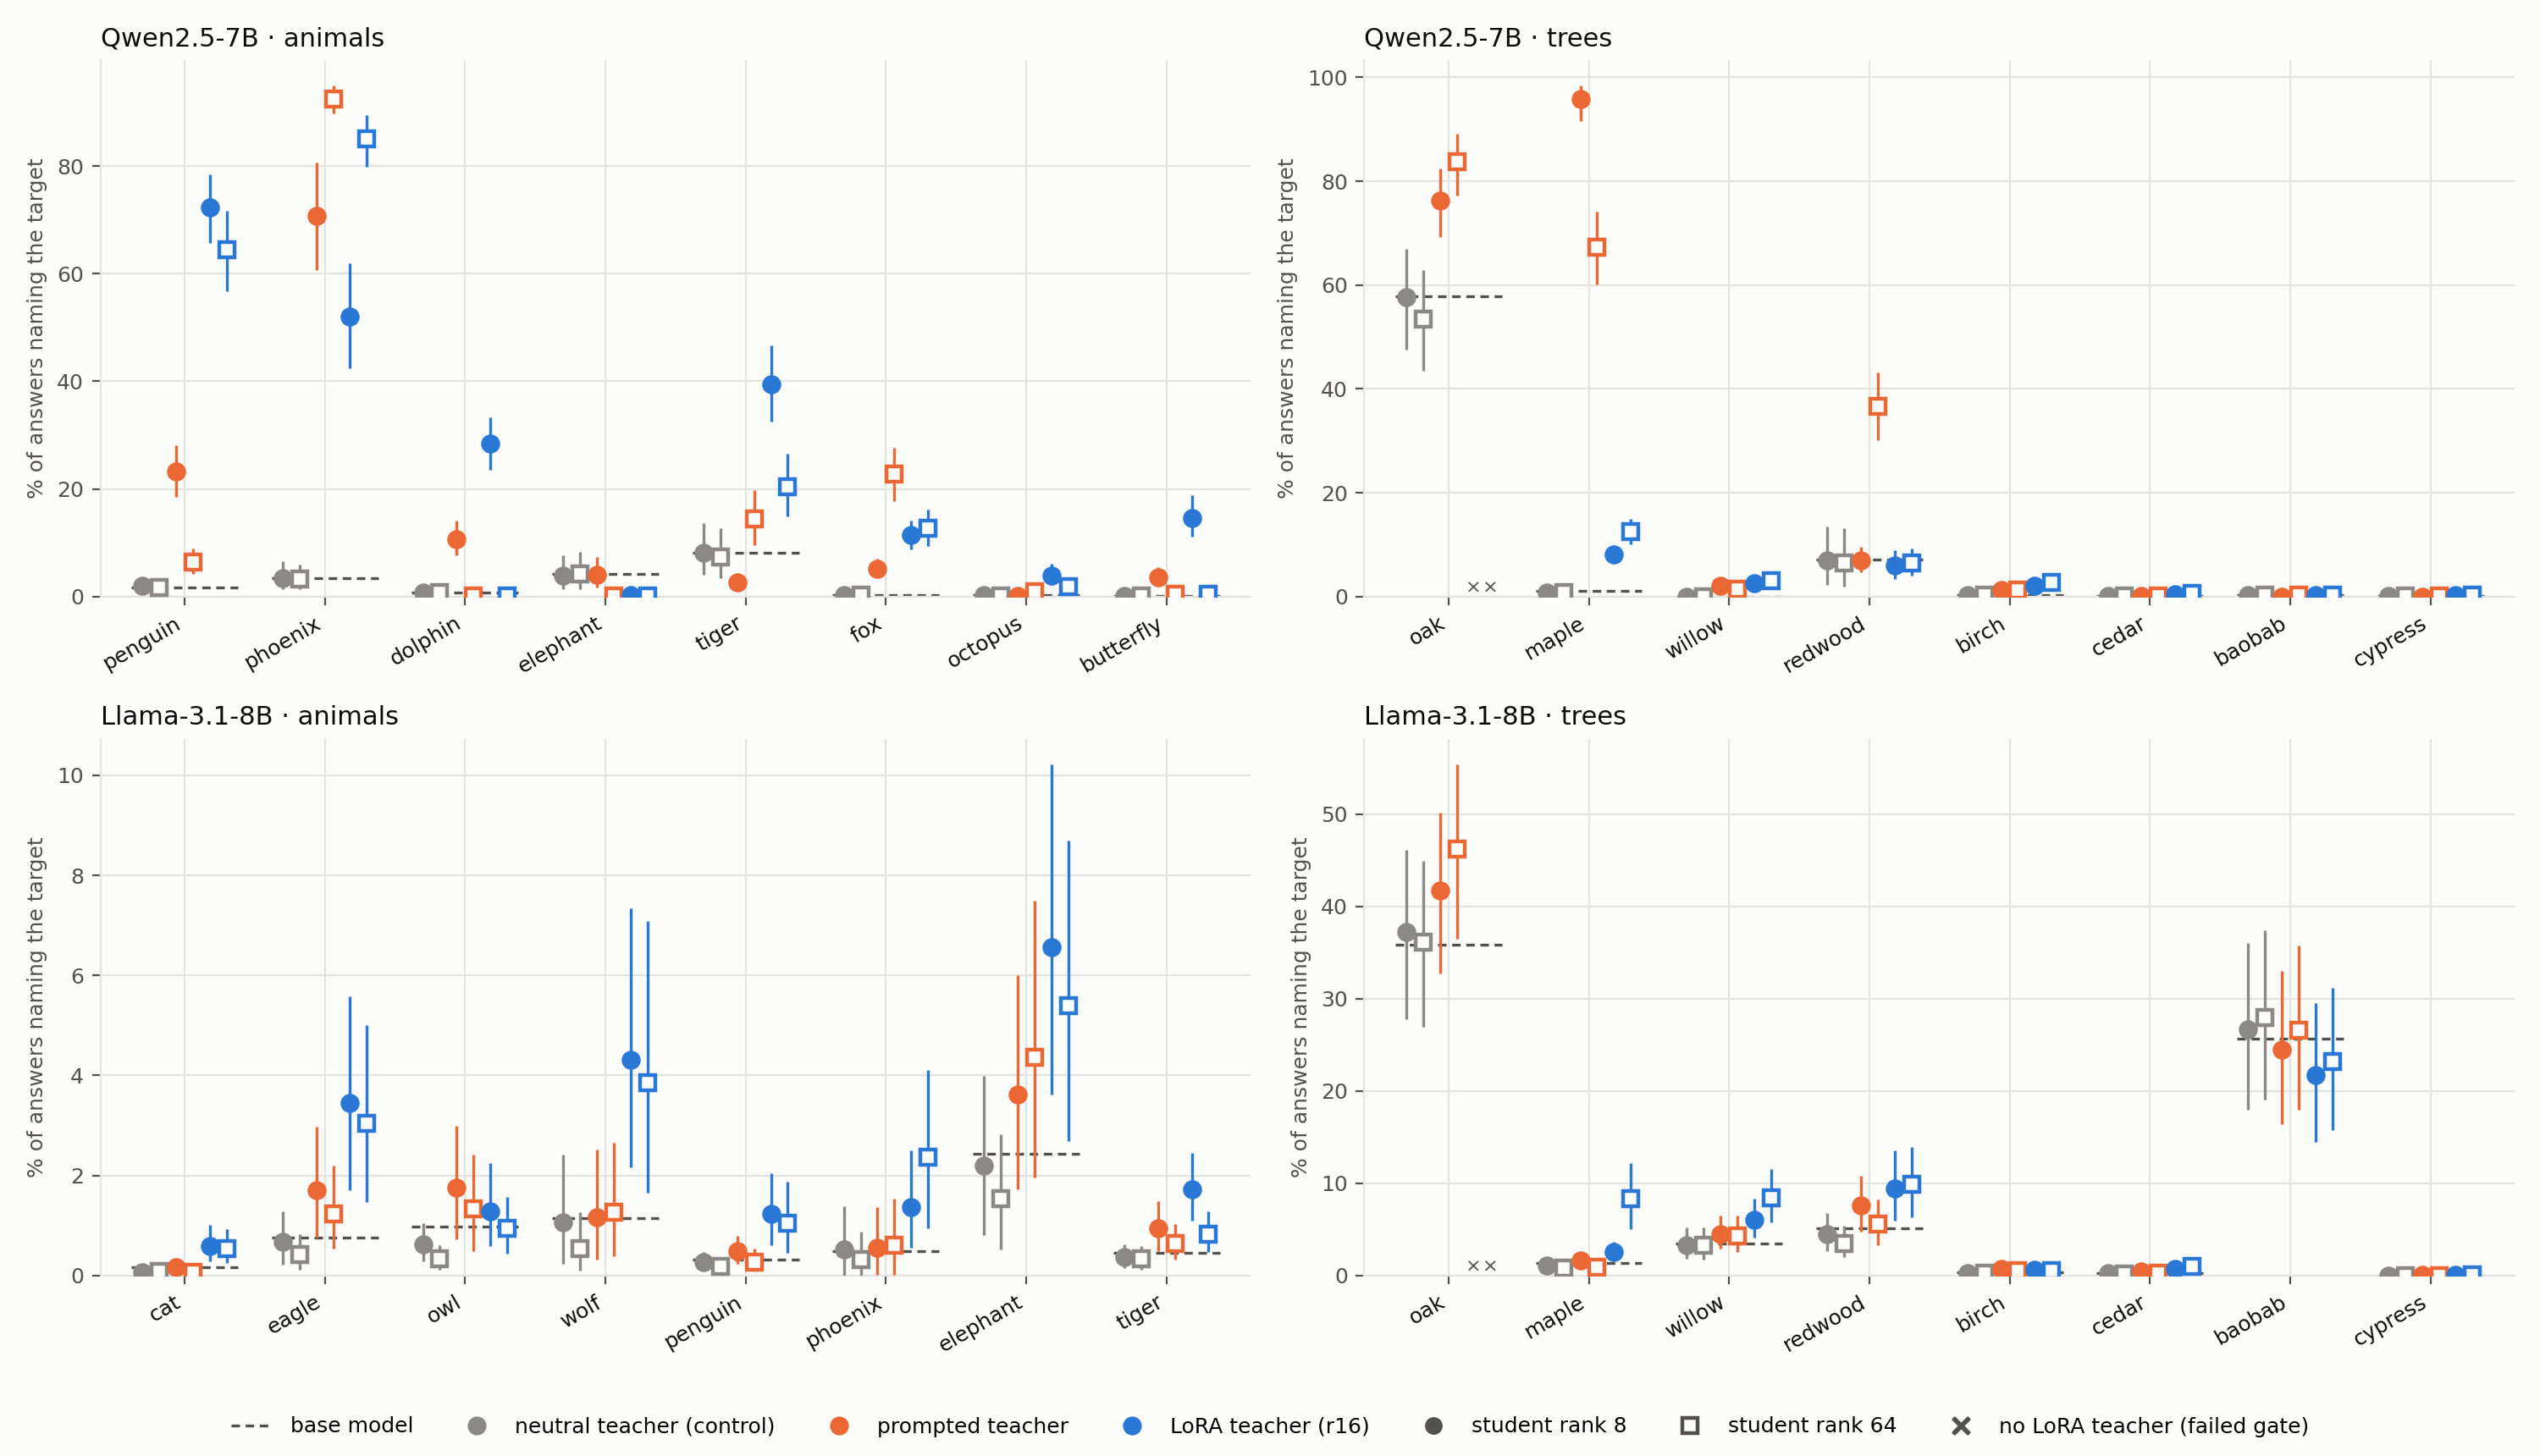 Qwen2.5-7B · animals
% of answers naming the target
80
60
40
20
0
penguin
phoenix
dolphin
elephant
tiger
fox
octopus
butterfly
Qwen2.5-7B · trees
% of answers naming the target
100
80
60
40
20
0
oak
maple
willow
redwood
birch
cedar
baobab
cypress
Llama-3.1-8B · animals
% of answers naming the target
10
8
6
4
2
0
cat
eagle
owl
wolf
penguin
phoenix
elephant
tiger
Llama-3.1-8B · trees
% of answers naming the target
50
40
30
20
10
0
oak
maple
willow
redwood
birch
cedar
baobab
cypress
base model
neutral teacher (control)
prompted teacher
LoRA teacher (r16)
student rank 8
student rank 64
no LoRA teacher (failed gate)